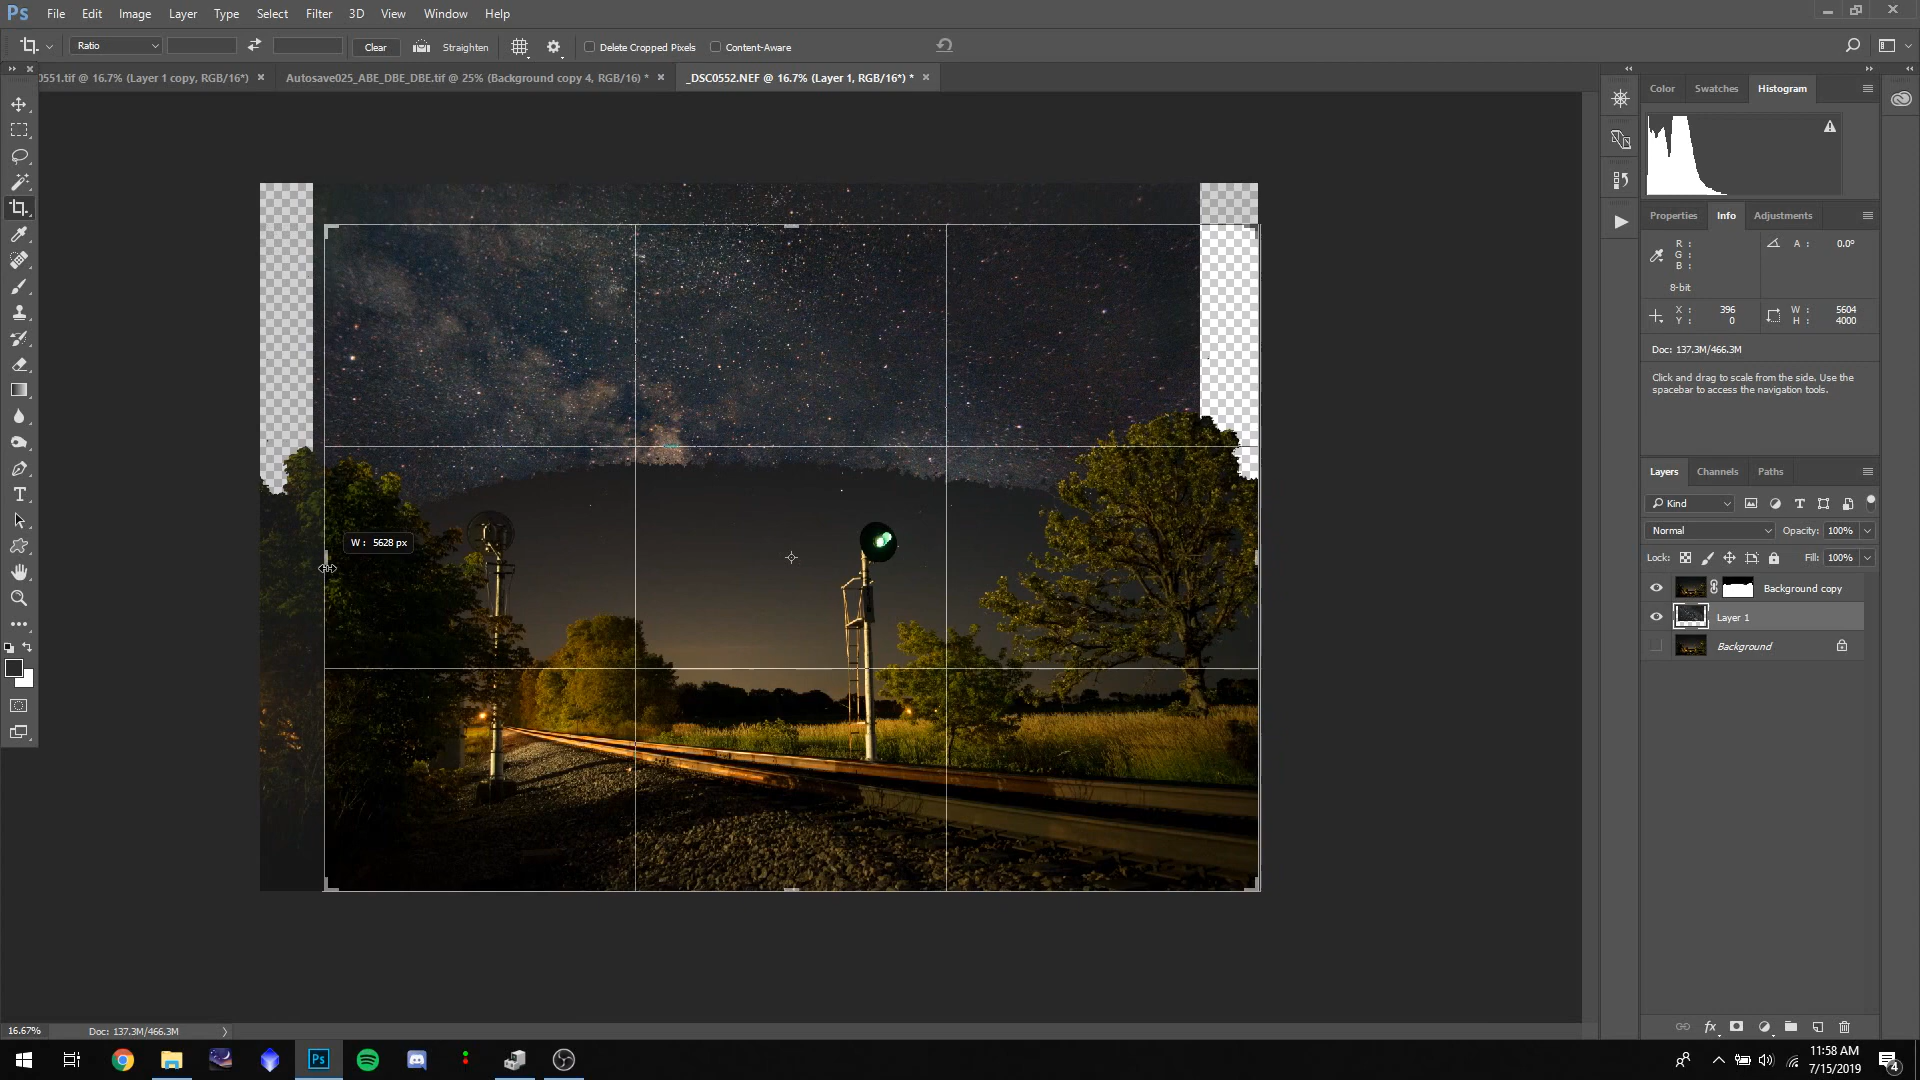 Ps File Edit Image Layer Type Select Filter 3D View Window Help
Ratio Clear Straighten Delete Cropped Pixels Content-Aware
0551.tif @ 16.7% (Layer 1 copy, RGB/16*) × Autosave025_ABE_DBE_DBE.tif @ 25% (Background copy 4, RGB/16) * × _DSC0552.NEF @ 16.7% (Layer 1, RGB/16*) * ×
Color Swatches Histogram
Properties Info Adjustments
R :
G :
B :
A : 0.0°
8-bit
X : 396
Y : 0
W : 5604
H : 4000
Doc: 137.3M/466.3M
Click and drag to scale from the side. Use the
spacebar to access the navigation tools.
Layers Channels Paths
Kind
Normal Opacity: 100%
Lock: Fill: 100%
Background copy
Layer 1
Background
W : 5628 px
16.67% Doc: 137.3M/466.3M
fx
Ps
11:58 AM
7/15/2019
4